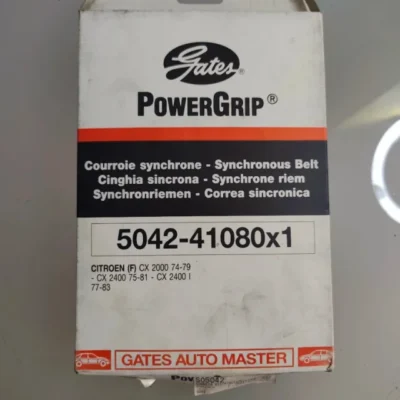 Gates
POWERGRIP®
Courroie synchrone - Synchronous Belt
Cinghia sincrona - Synchrone riem
Synchronriemen - Correa sincronica
5042-41080x1
CITROEN (F) CX 2000 74-79
- CX 2400 75-81 - CX 2400 I
77-83
GATES AUTO MASTER